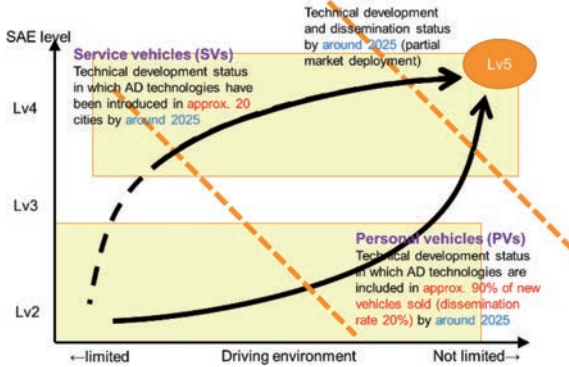 SAE level
Technical development
and dissemination status
by around 2025 (partial
market deployment)
Lv5
Service vehicles (SVs)
Technical development status
in which AD technologies have
been introduced in approx. 20
cities by around 2025
Lv4
Lv3
Personal vehicles (PVs)
Technical development status
in which AD technologies are
included in approx. 90% of new
vehicles sold (dissemination
rate 20%) by around 2025
Lv2
←limited
Driving environment
Not limited→